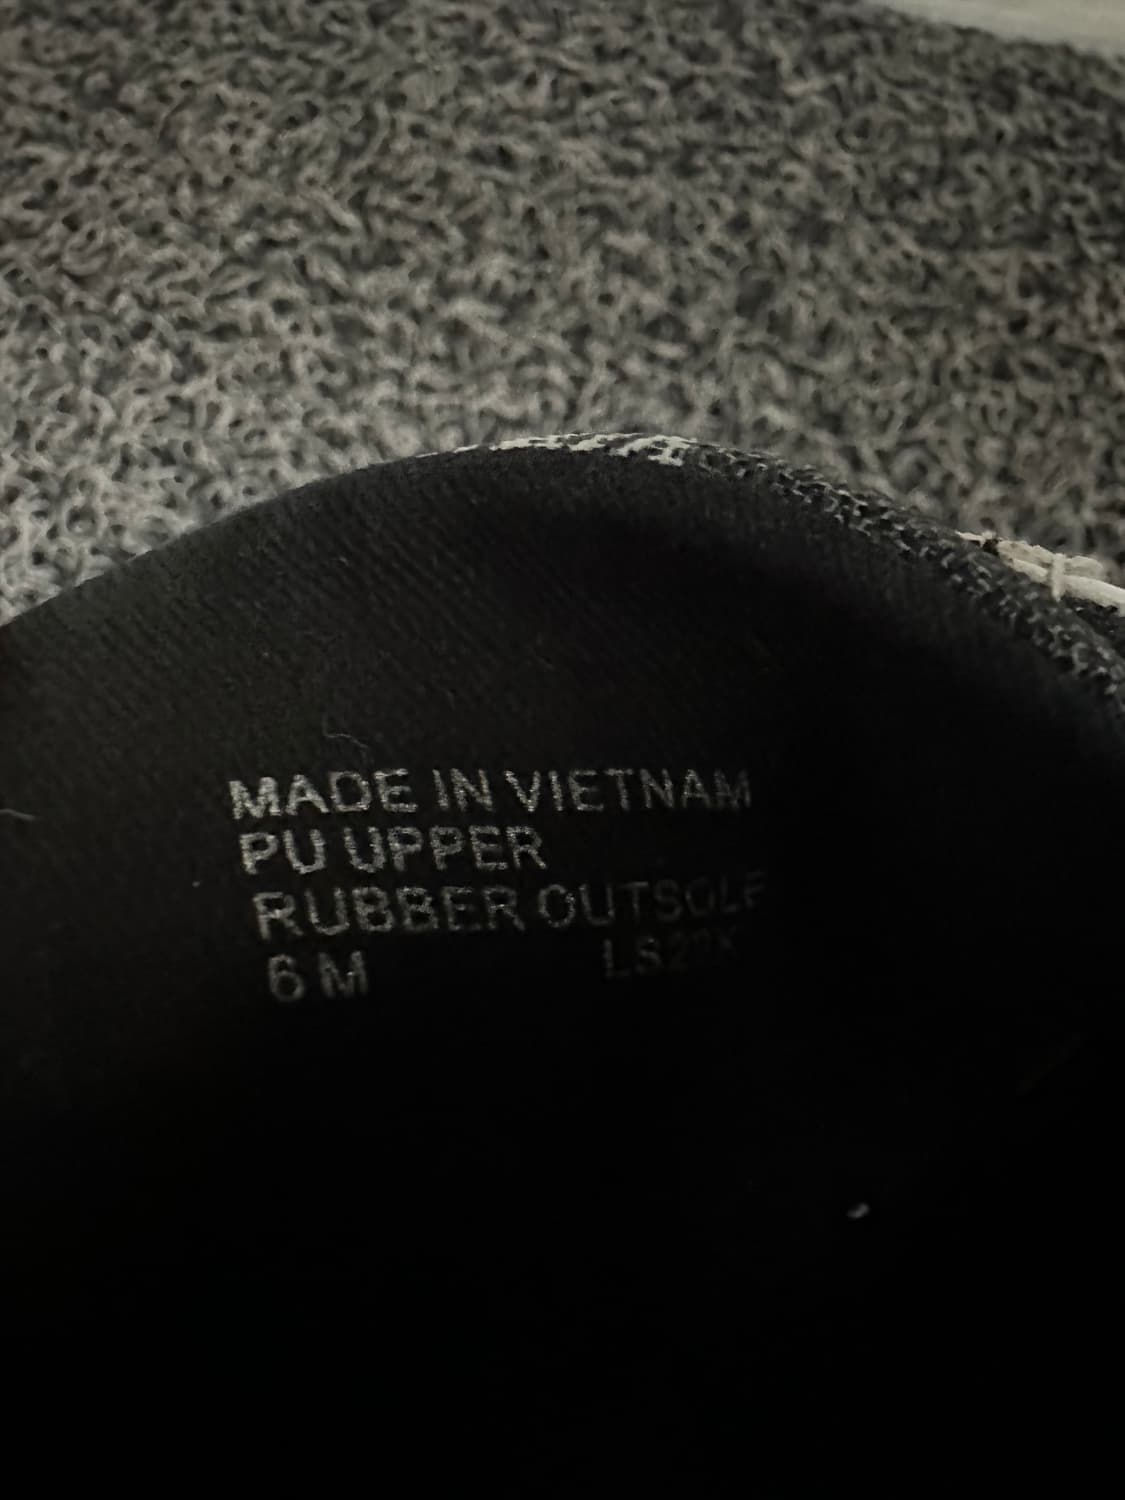 MADE IN VIETNAM
PU UPPER
RUBBER OUTSOLE
6 M